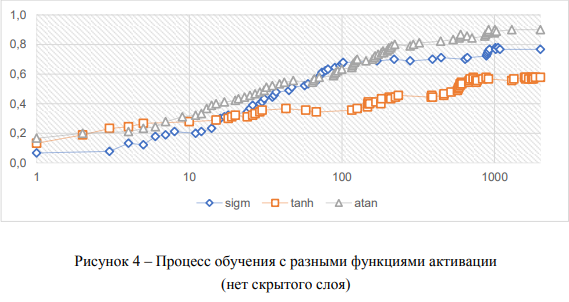 1,0
0,8
0,6
0,4
0,2
0,0
1 10 100 1000
sigm tanh atan
Рисунок 4 – Процесс обучения с разными функциями активации
(нет скрытого слоя)